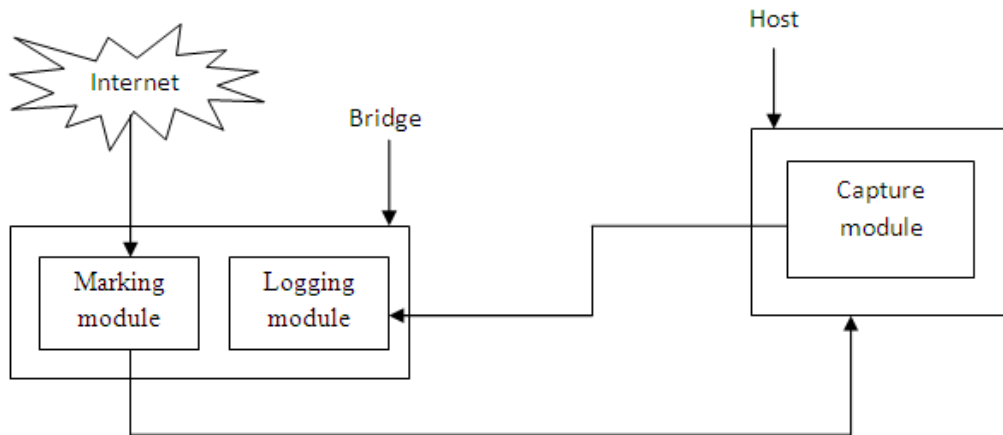 Host
Internet
Bridge
Capture
module
Marking
module
Logging
module